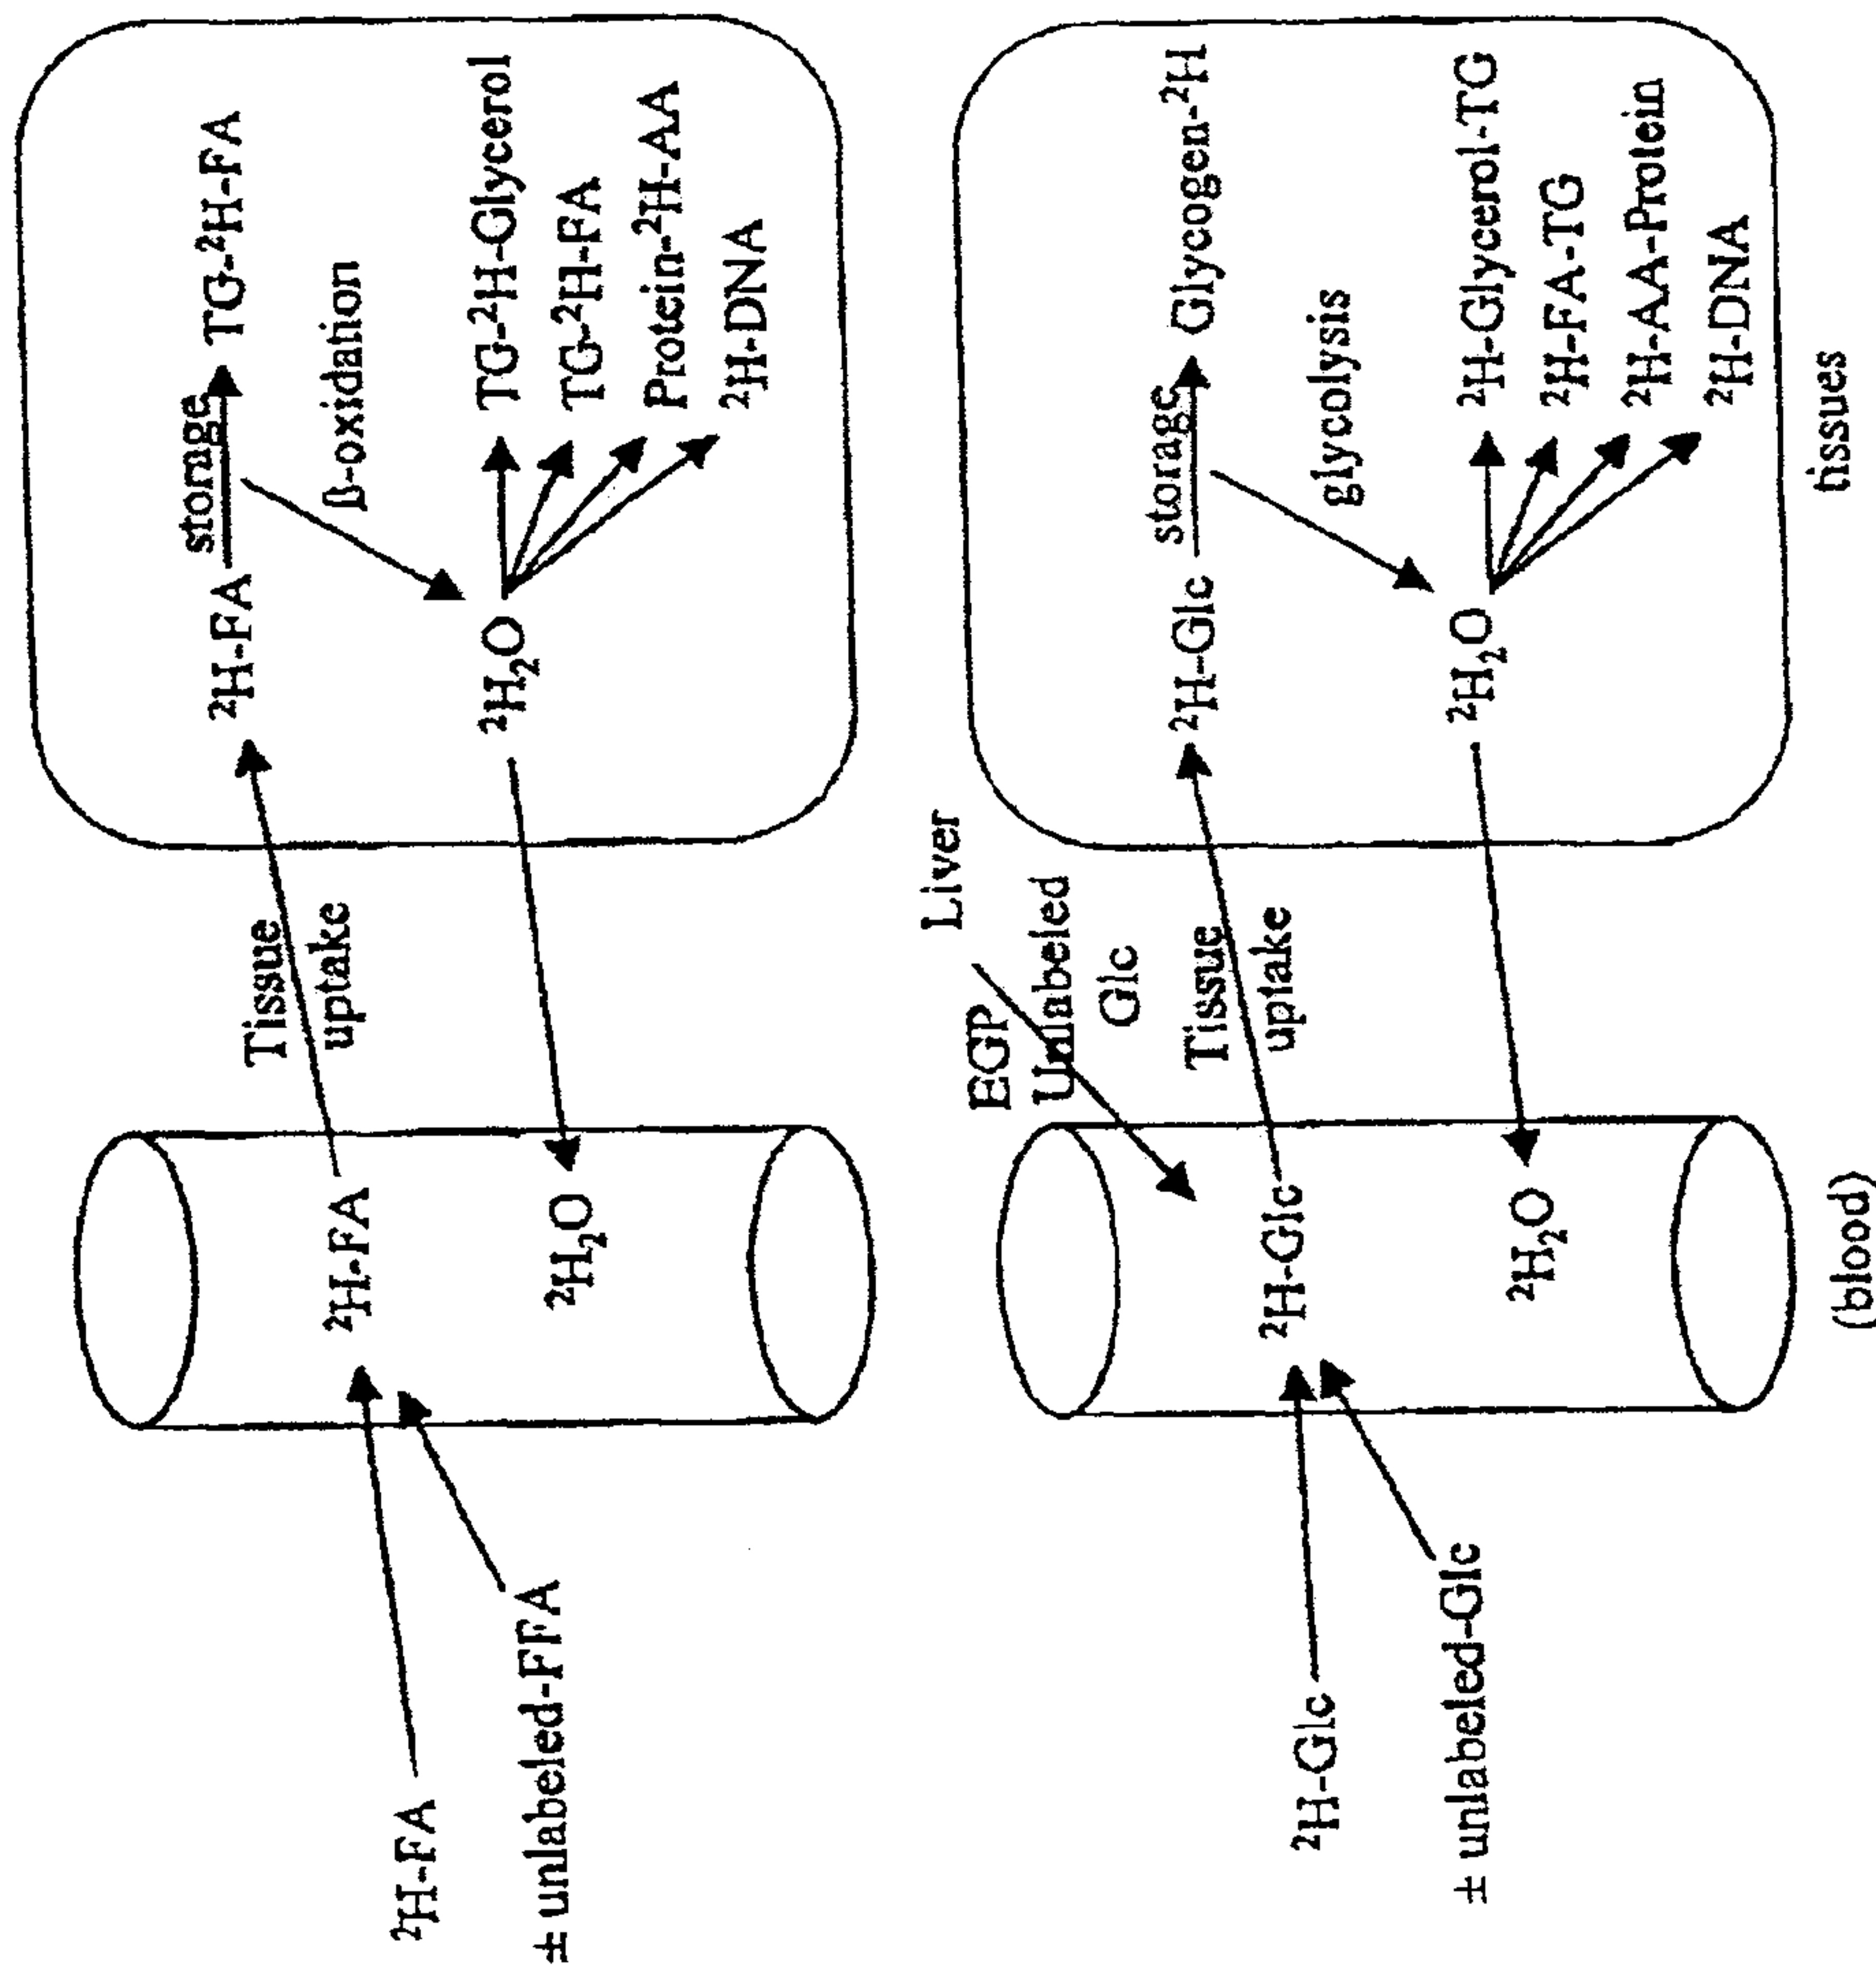 ²H-FA
± unlabeled-FFA
²H-FA
²H₂O
Tissue
uptake
²H-FA
storage
TG-²H-FA
β-oxidation
²H₂O
TG-²H-Glycerol
TG-²H-FA
Protein-²H-AA
²H-DNA
²H-Glc
± unlabeled-Glc
²H-Glc
²H₂O
(blood)
Liver
EGP
Unlabeled
Glc
Tissue
uptake
²H-Glc
storage
Glycogen-²H
glycolysis
²H₂O
²H-Glycerol-TG
²H-FA-TG
²H-AA-Protein
²H-DNA
tissues